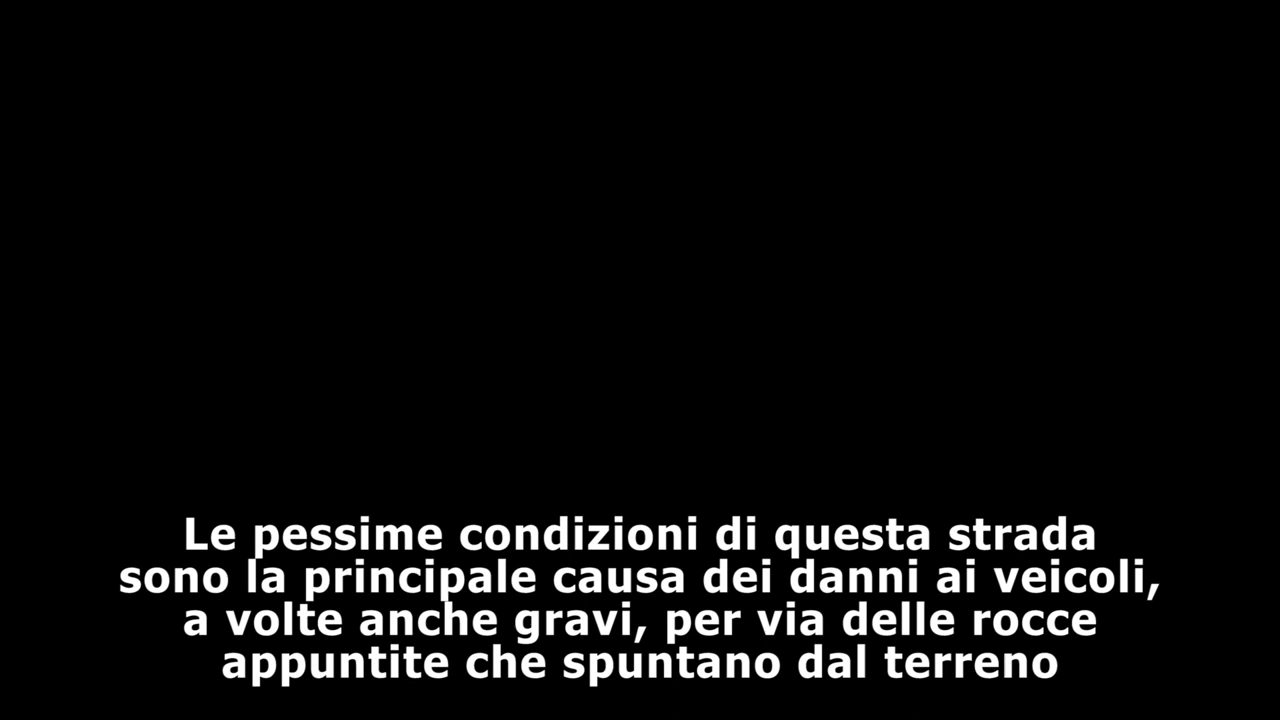 Le pessime condizioni di questa strada
sono la principale causa dei danni ai veicoli,
a volte anche gravi, per via delle rocce
appuntite che spuntano dal terreno